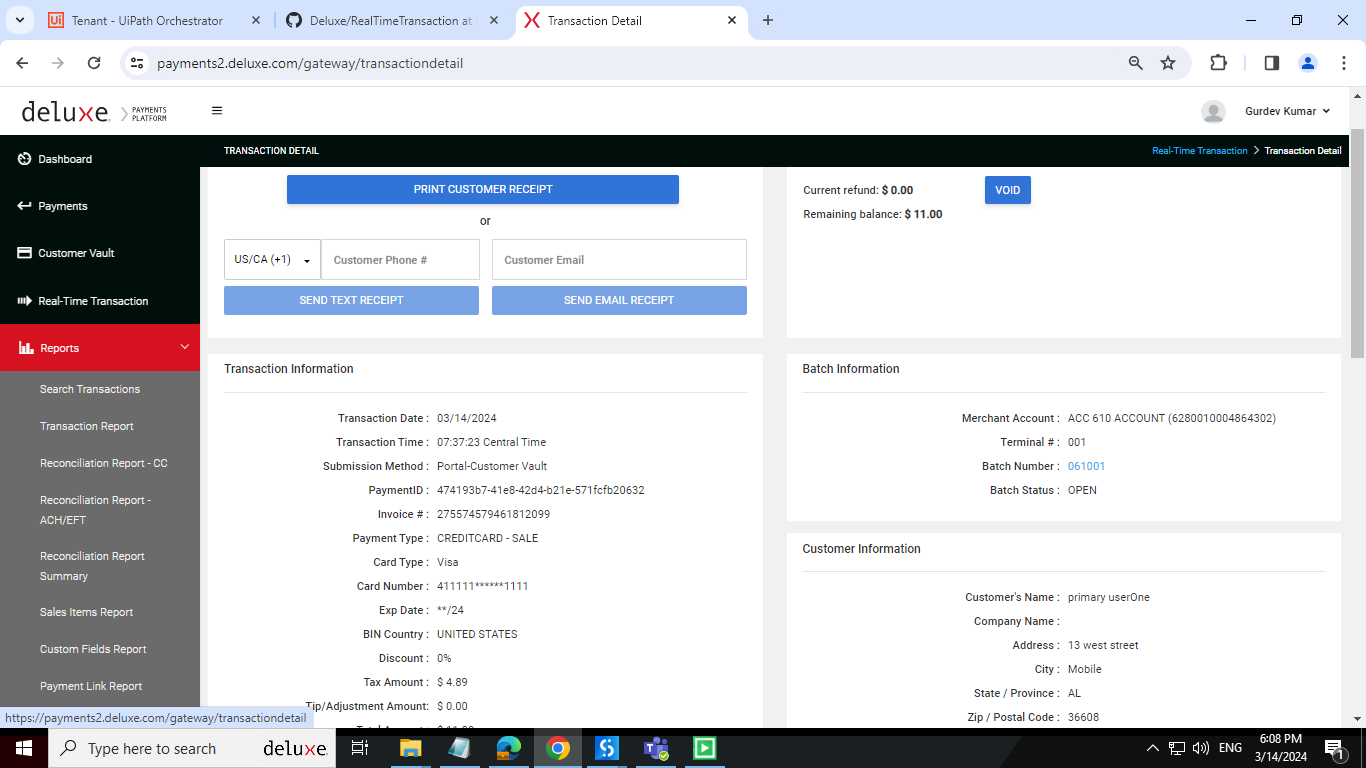 Tenant - UiPath Orchestrator
Deluxe/RealTimeTransaction at
Transaction Detail
payments2.deluxe.com/gateway/transactiondetail
deluxe. PAYMENTS PLATFORM
Gurdev Kumar
TRANSACTION DETAIL
Real-Time Transaction > Transaction Detail
Dashboard
Payments
Customer Vault
Real-Time Transaction
Reports
Search Transactions
Transaction Report
Reconciliation Report - CC
Reconciliation Report -
ACH/EFT
Reconciliation Report
Summary
Sales Items Report
Custom Fields Report
Payment Link Report
https://payments2.deluxe.com/gateway/transactiondetail
PRINT CUSTOMER RECEIPT
or
US/CA (+1)
Customer Phone #
Customer Email
SEND TEXT RECEIPT
SEND EMAIL RECEIPT
Current refund: $ 0.00
VOID
Remaining balance: $ 11.00
Transaction Information
Transaction Date : 03/14/2024
Transaction Time : 07:37:23 Central Time
Submission Method : Portal-Customer Vault
PaymentID : 474193b7-41e8-42d4-b21e-571fcfb20632
Invoice # : 275574579461812099
Payment Type : CREDITCARD - SALE
Card Type : Visa
Card Number : 411111******1111
Exp Date : **/24
BIN Country : UNITED STATES
Discount : 0%
Tax Amount : $ 4.89
Tip/Adjustment Amount: $ 0.00
Batch Information
Merchant Account : ACC 610 ACCOUNT (6280010004864302)
Terminal # : 001
Batch Number : 061001
Batch Status : OPEN
Customer Information
Customer's Name : primary userOne
Company Name :
Address : 13 west street
City : Mobile
State / Province : AL
Zip / Postal Code : 36608
Type here to search
deluxe.
ENG
6:08 PM
3/14/2024
1